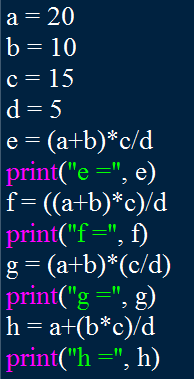 a = 20
b = 10
c = 15
d = 5
e = (a+b)*c/d
print("e =", e)
f = ((a+b)*c)/d
print("f =", f)
g = (a+b)*(c/d)
print("g =", g)
h = a+(b*c)/d
print("h =", h)